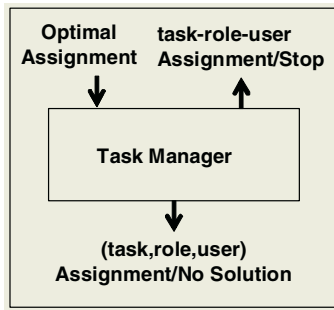 Optimal
Assignment
task-role-user
Assignment/Stop
Task Manager
(task,role,user)
Assignment/No Solution